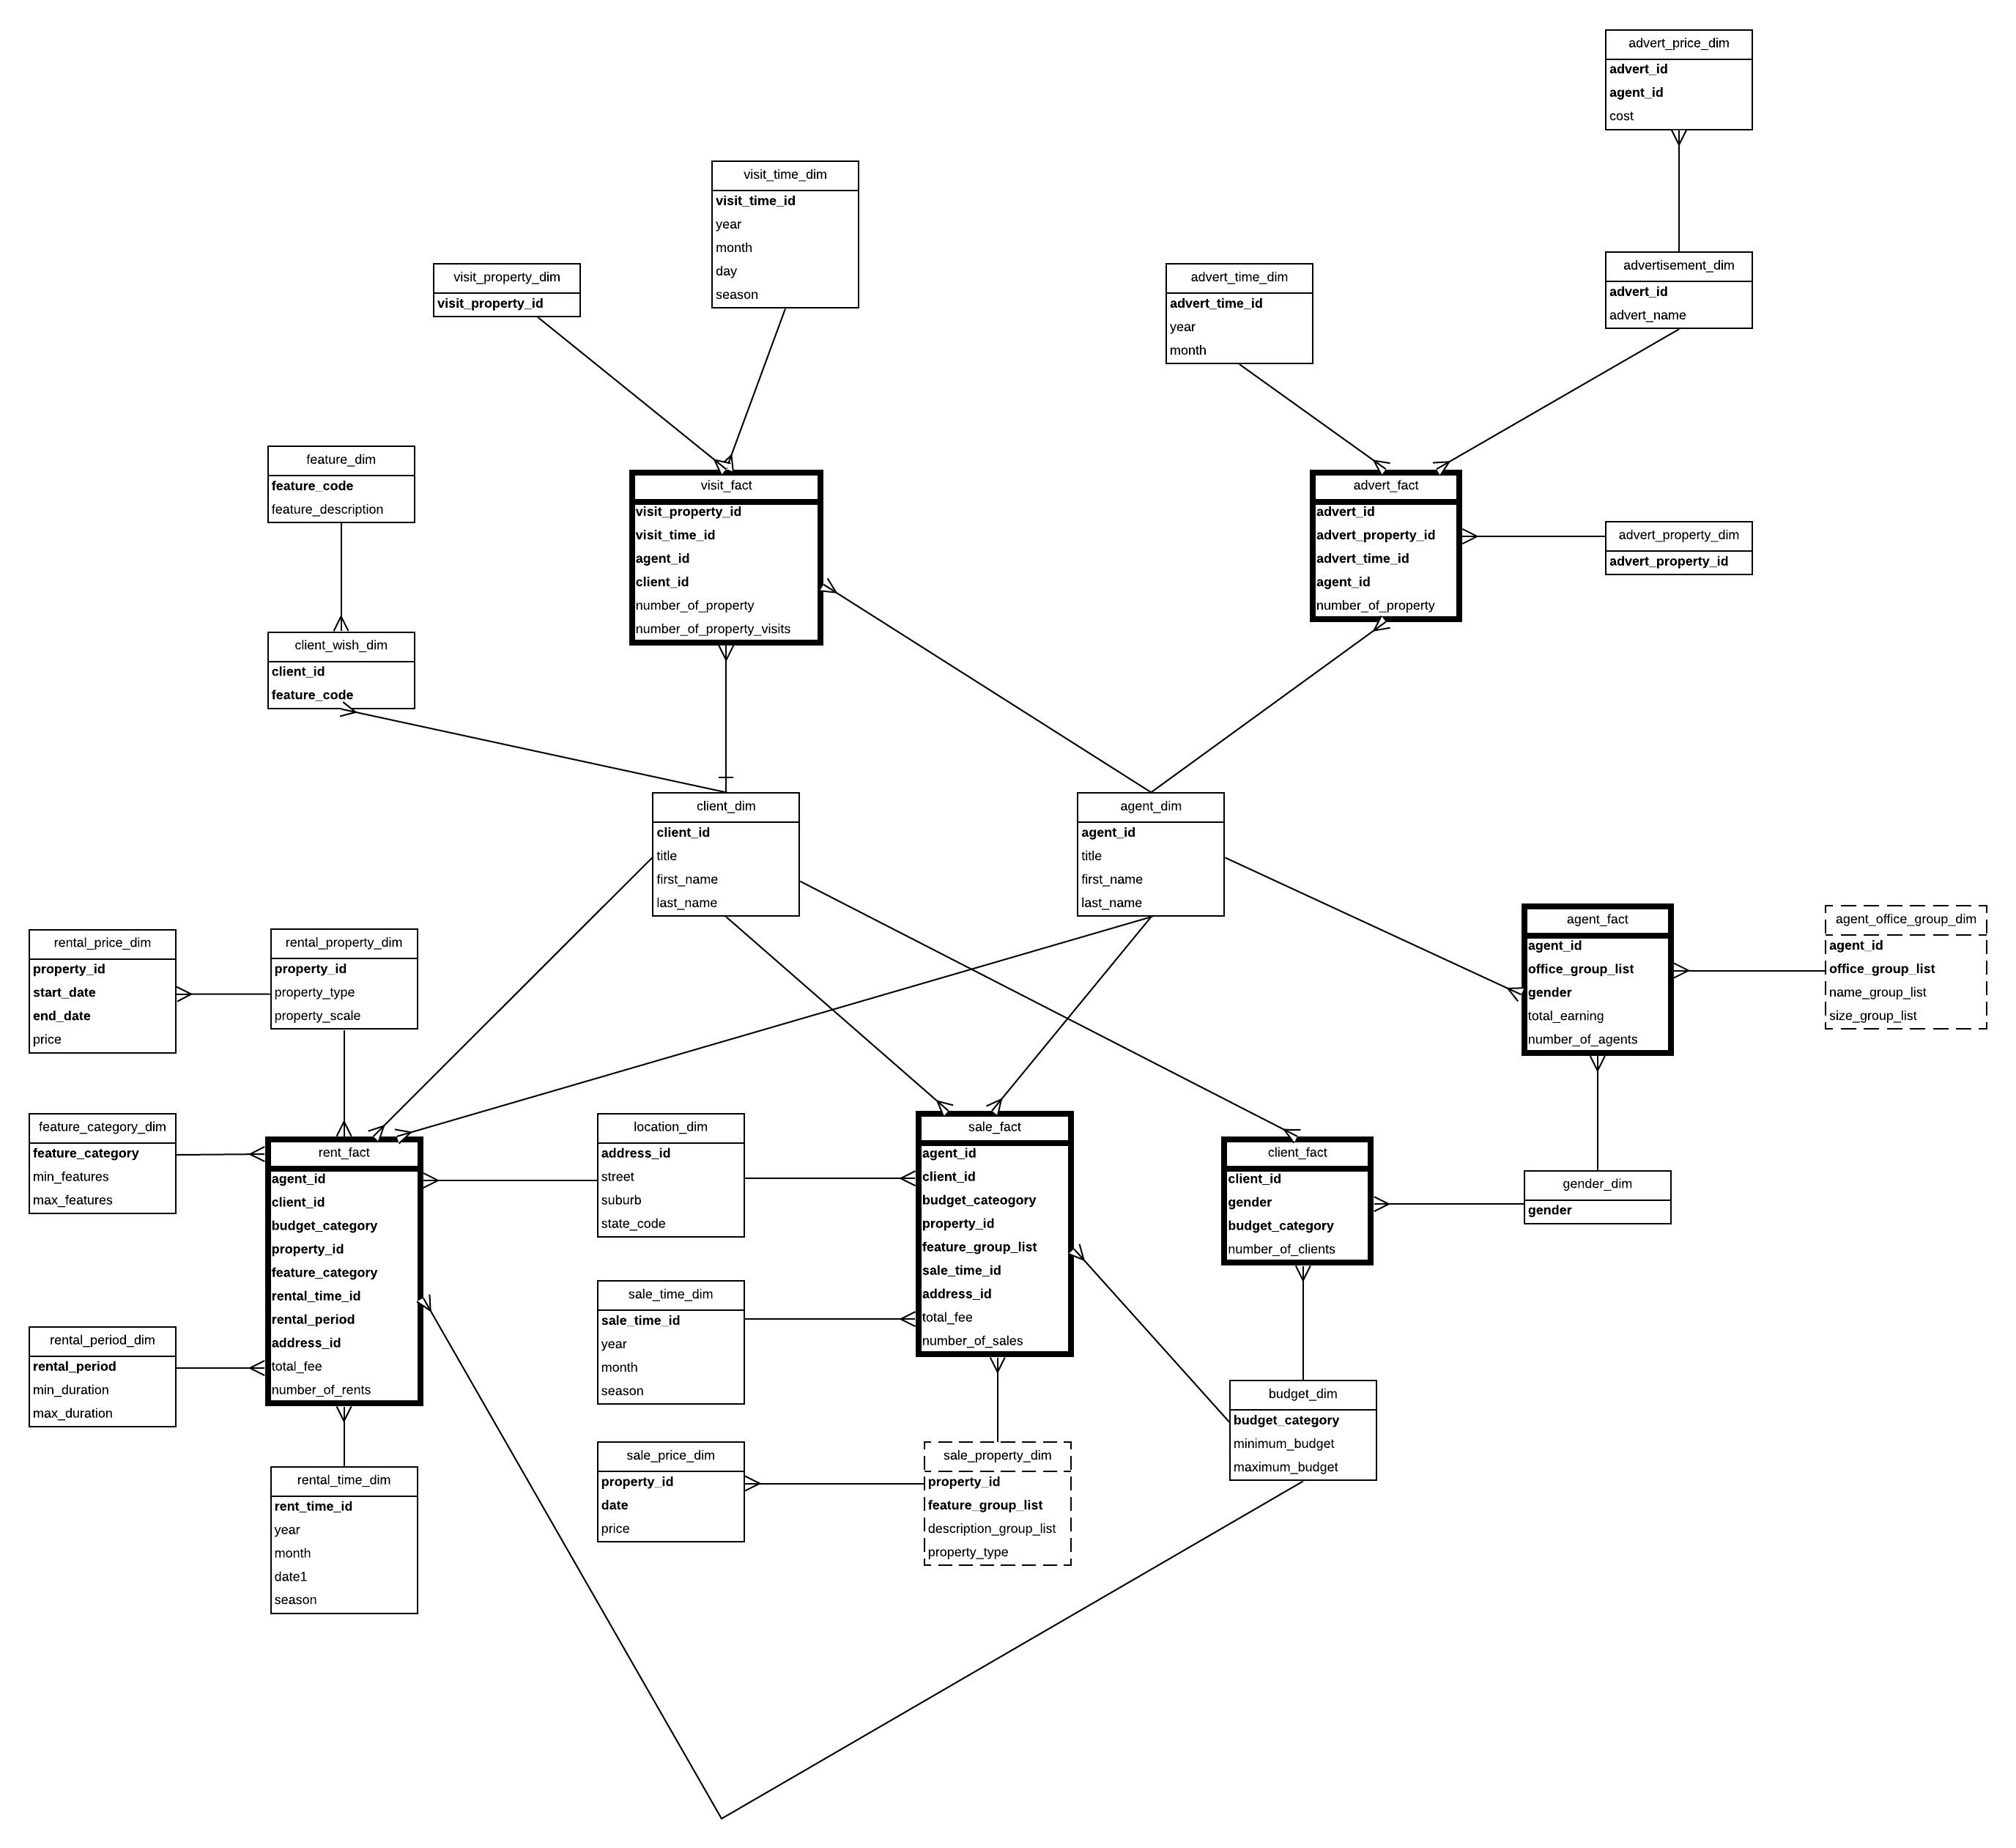 advert_price_dim
advert_id
agent_id
cost
visit_time_dim
visit_time_id
year
month
day
season
visit_property_dim
visit_property_id
advert_time_dim
advert_time_id
year
month
advertisement_dim
advert_id
advert_name
feature_dim
feature_code
feature_description
visit_fact
visit_property_id
visit_time_id
agent_id
client_id
number_of_property
number_of_property_visits
advert_fact
advert_id
advert_property_id
advert_time_id
agent_id
number_of_property
advert_property_dim
advert_property_id
client_wish_dim
client_id
feature_code
client_dim
client_id
title
first_name
last_name
agent_dim
agent_id
title
first_name
last_name
agent_fact
agent_id
office_group_list
gender
total_earning
number_of_agents
agent_office_group_dim
agent_id
office_group_list
name_group_list
size_group_list
rental_price_dim
property_id
start_date
end_date
price
rental_property_dim
property_id
property_type
property_scale
feature_category_dim
feature_category
min_features
max_features
rent_fact
agent_id
client_id
budget_category
property_id
feature_category
rental_time_id
rental_period
address_id
total_fee
number_of_rents
location_dim
address_id
street
suburb
state_code
sale_fact
agent_id
client_id
budget_cateogory
property_id
feature_group_list
sale_time_id
address_id
total_fee
number_of_sales
client_fact
client_id
gender
budget_category
number_of_clients
gender_dim
gender
rental_period_dim
rental_period
min_duration
max_duration
sale_time_dim
sale_time_id
year
month
season
budget_dim
budget_category
minimum_budget
maximum_budget
rental_time_dim
rent_time_id
year
month
date1
season
sale_price_dim
property_id
date
price
sale_property_dim
property_id
feature_group_list
description_group_list
property_type